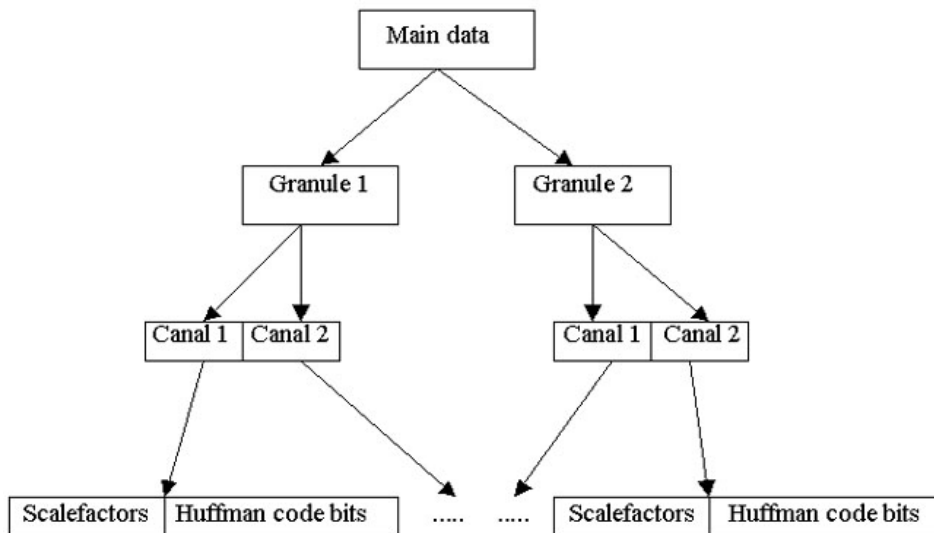 Main data
Granule 1 Granule 2
Canal 1 Canal 2 Canal 1 Canal 2
Scalefactors Huffman code bits ..... ..... Scalefactors Huffman code bits